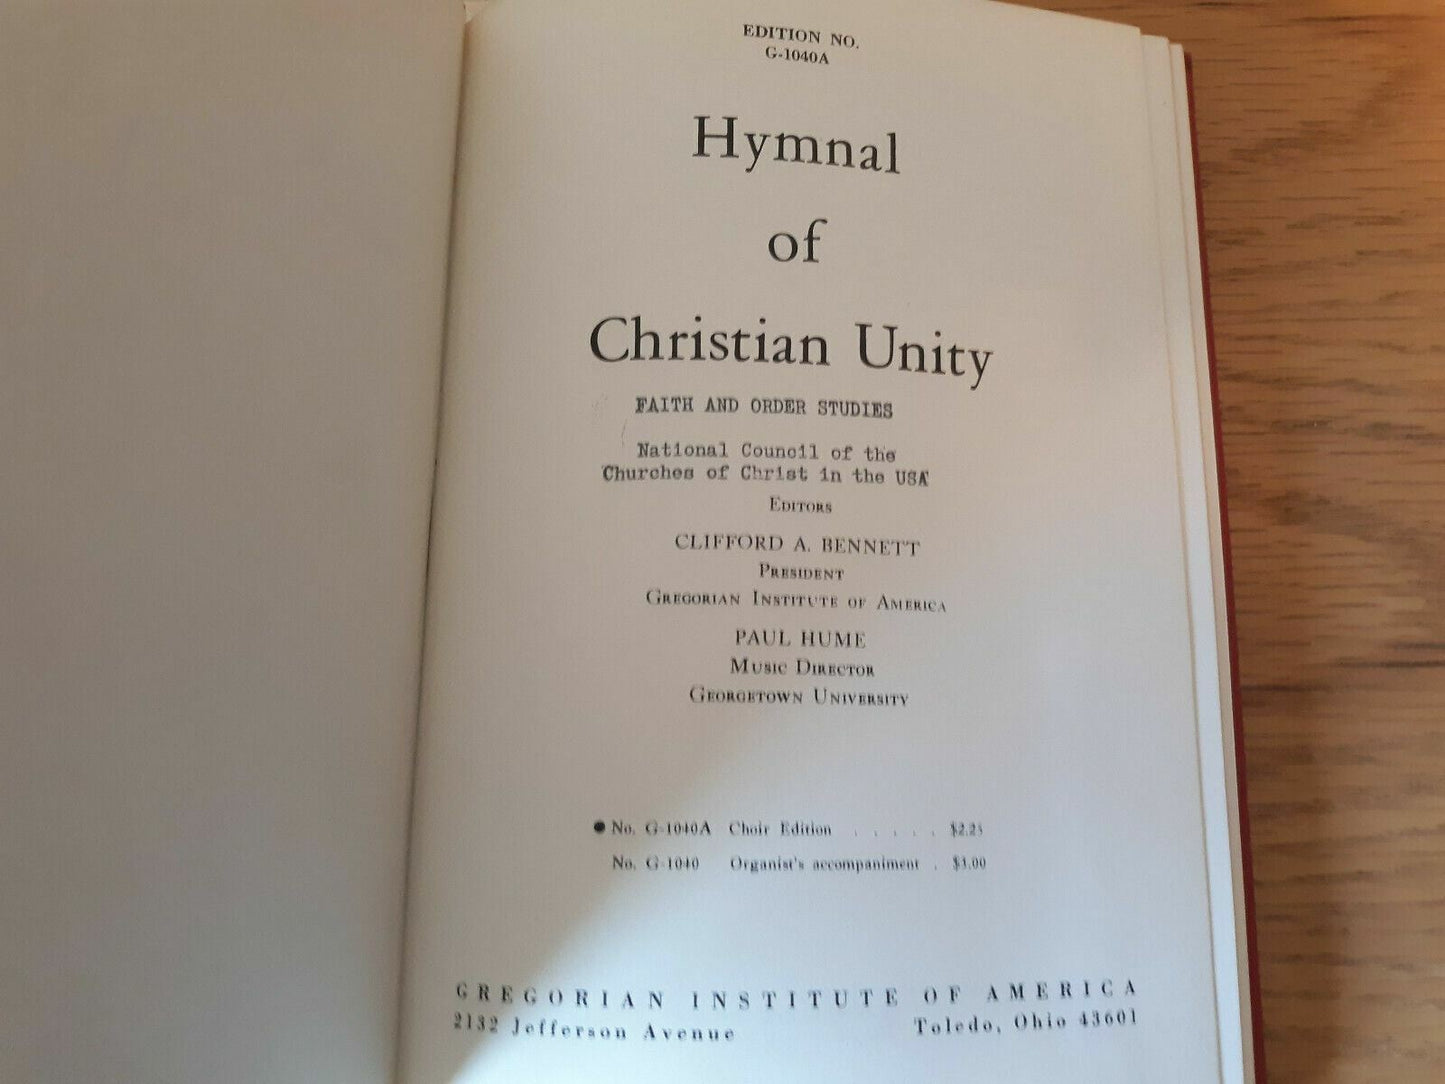 EDITION NO.
G-1040A
Hymnal
of
Christian Unity
FAITH AND ORDER STUDIES
National Council of the
Churches of Christ in the USA
EDITORS
CLIFFORD A. BENNETT
PRESIDENT
GREGORIAN INSTITUTE OF AMERICA
PAUL HUME
MUSIC DIRECTOR
GEORGETOWN UNIVERSITY
● No. G-1040A Choir Edition . . . . . $2.25
No. G-1040 Organist's accompaniment .
GREGORIAN INSTITUTE OF AMERICA
2132 Jefferson Avenue Toledo, Ohio 43601